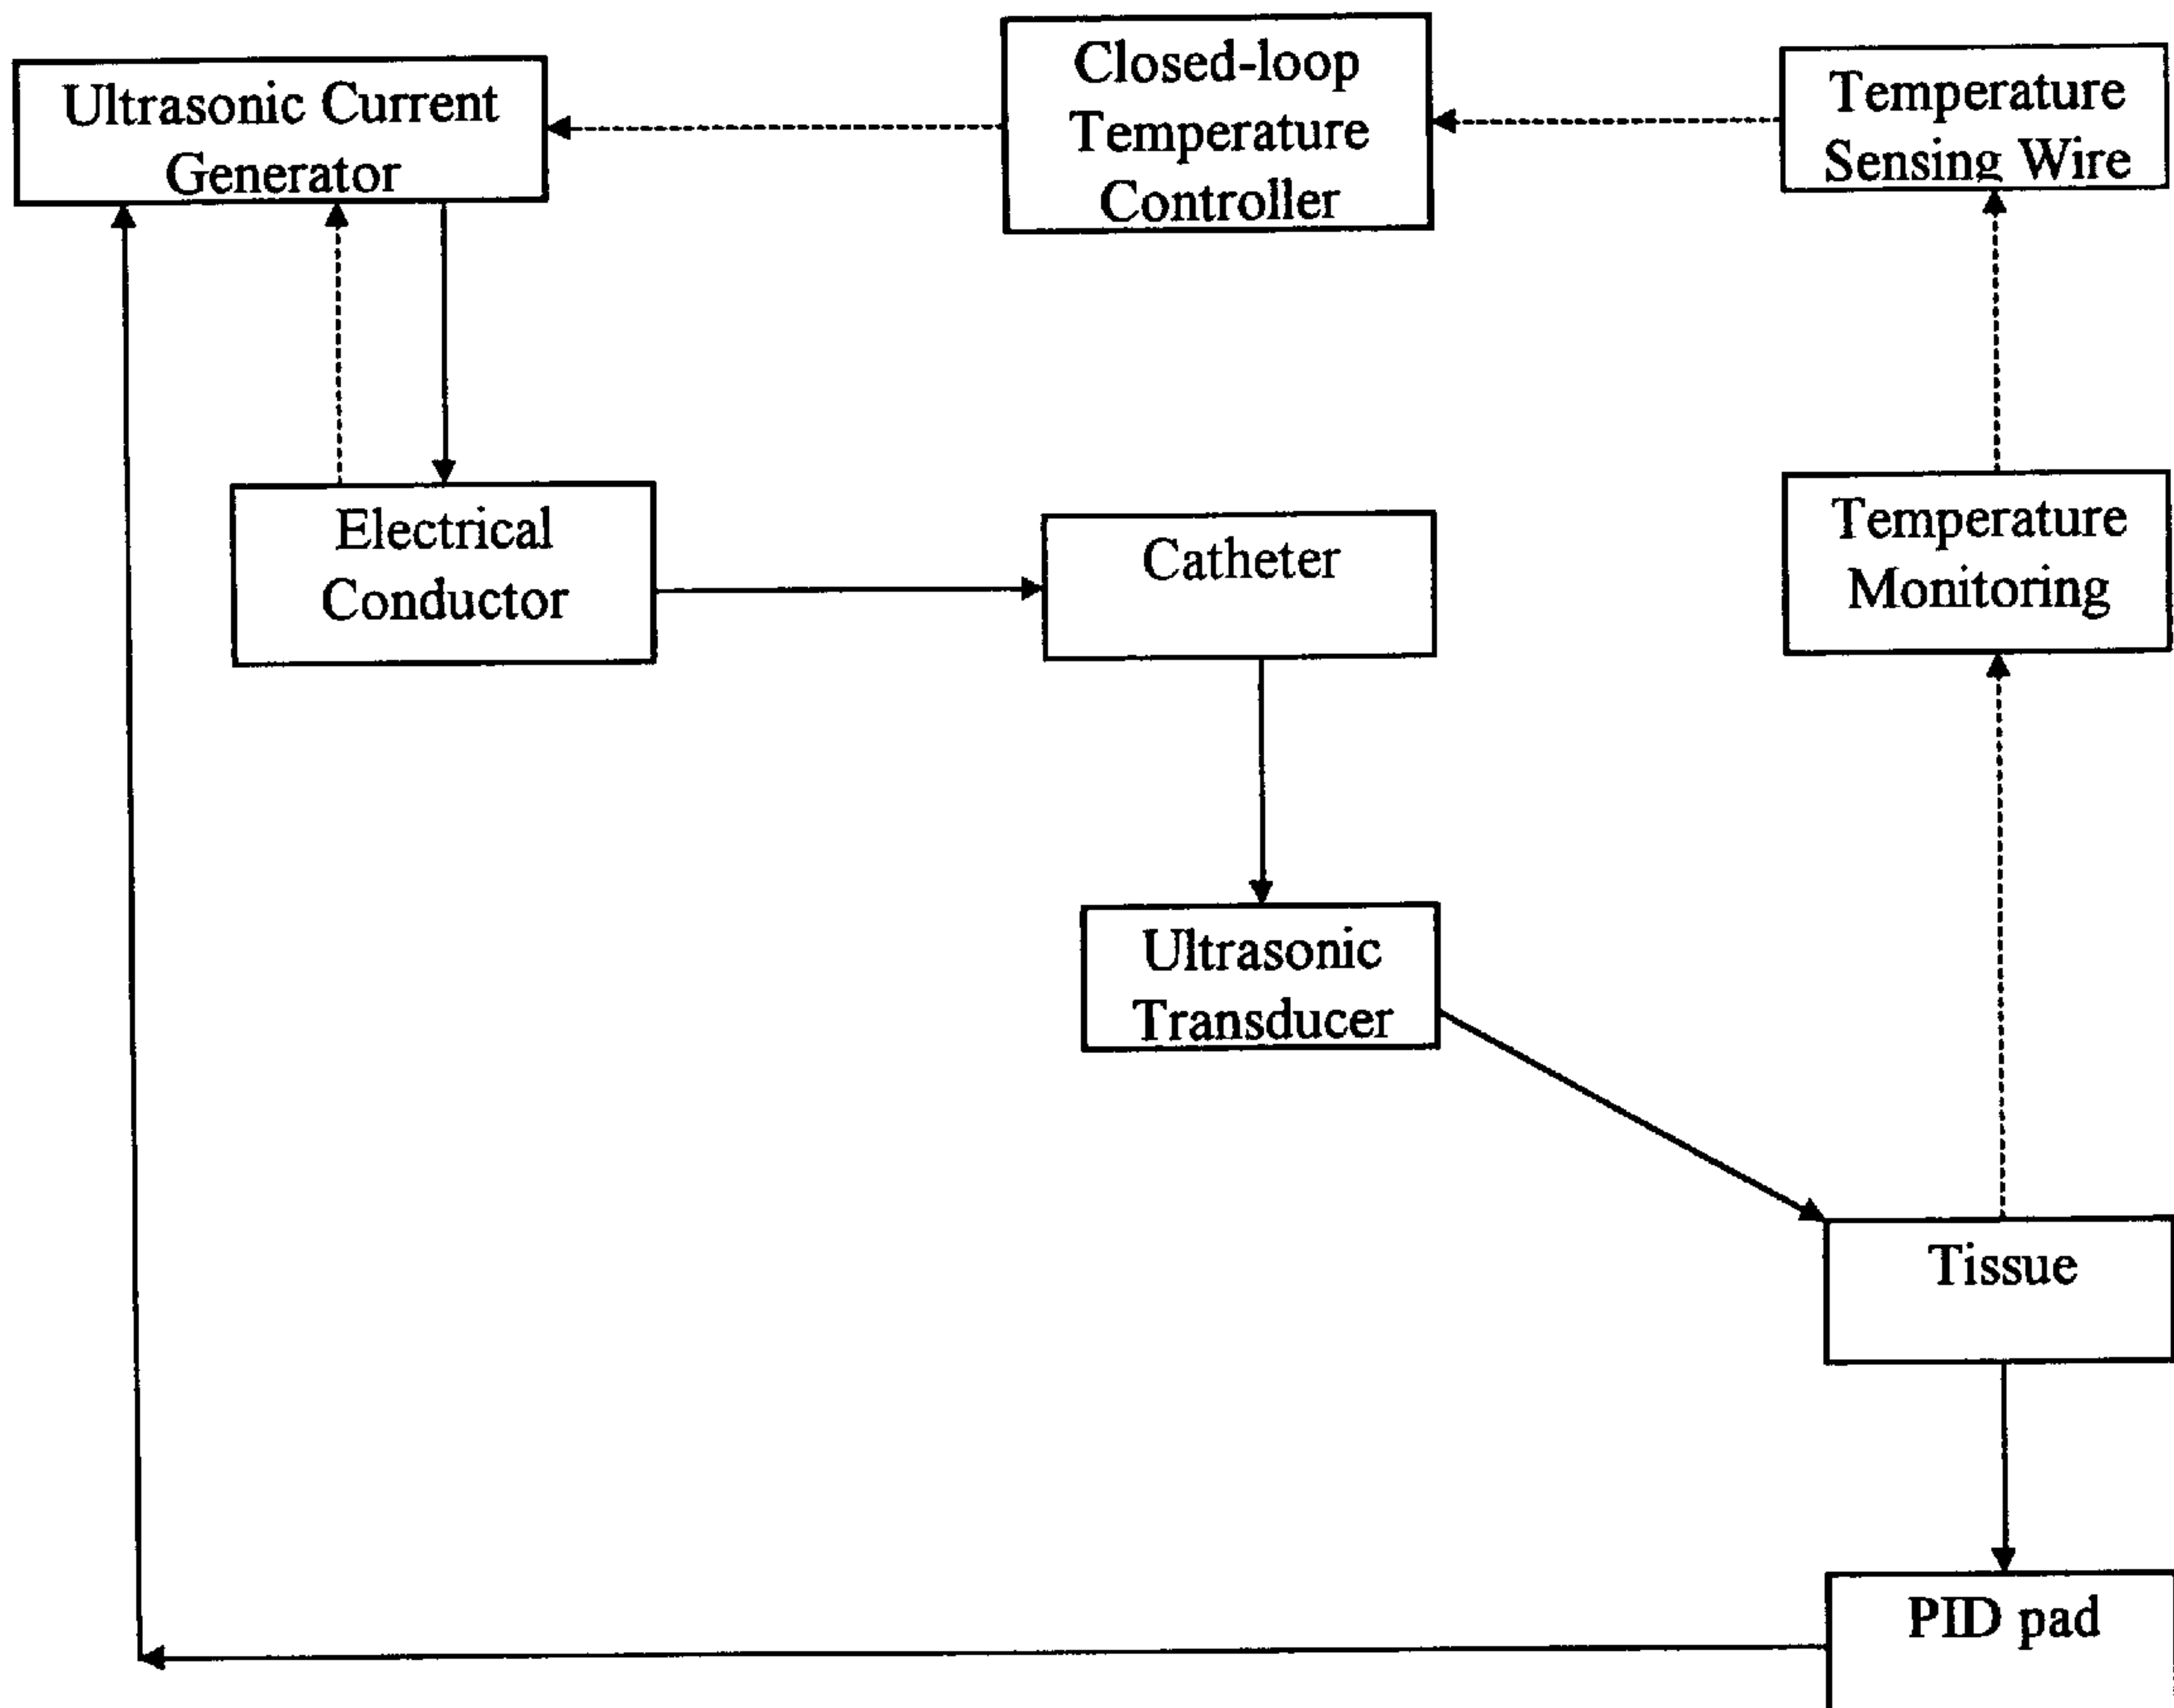 Ultrasonic Current
Generator
Closed-loop
Temperature
Controller
Temperature
Sensing Wire
Electrical
Conductor
Catheter
Temperature
Monitoring
Ultrasonic
Transducer
Tissue
PID pad